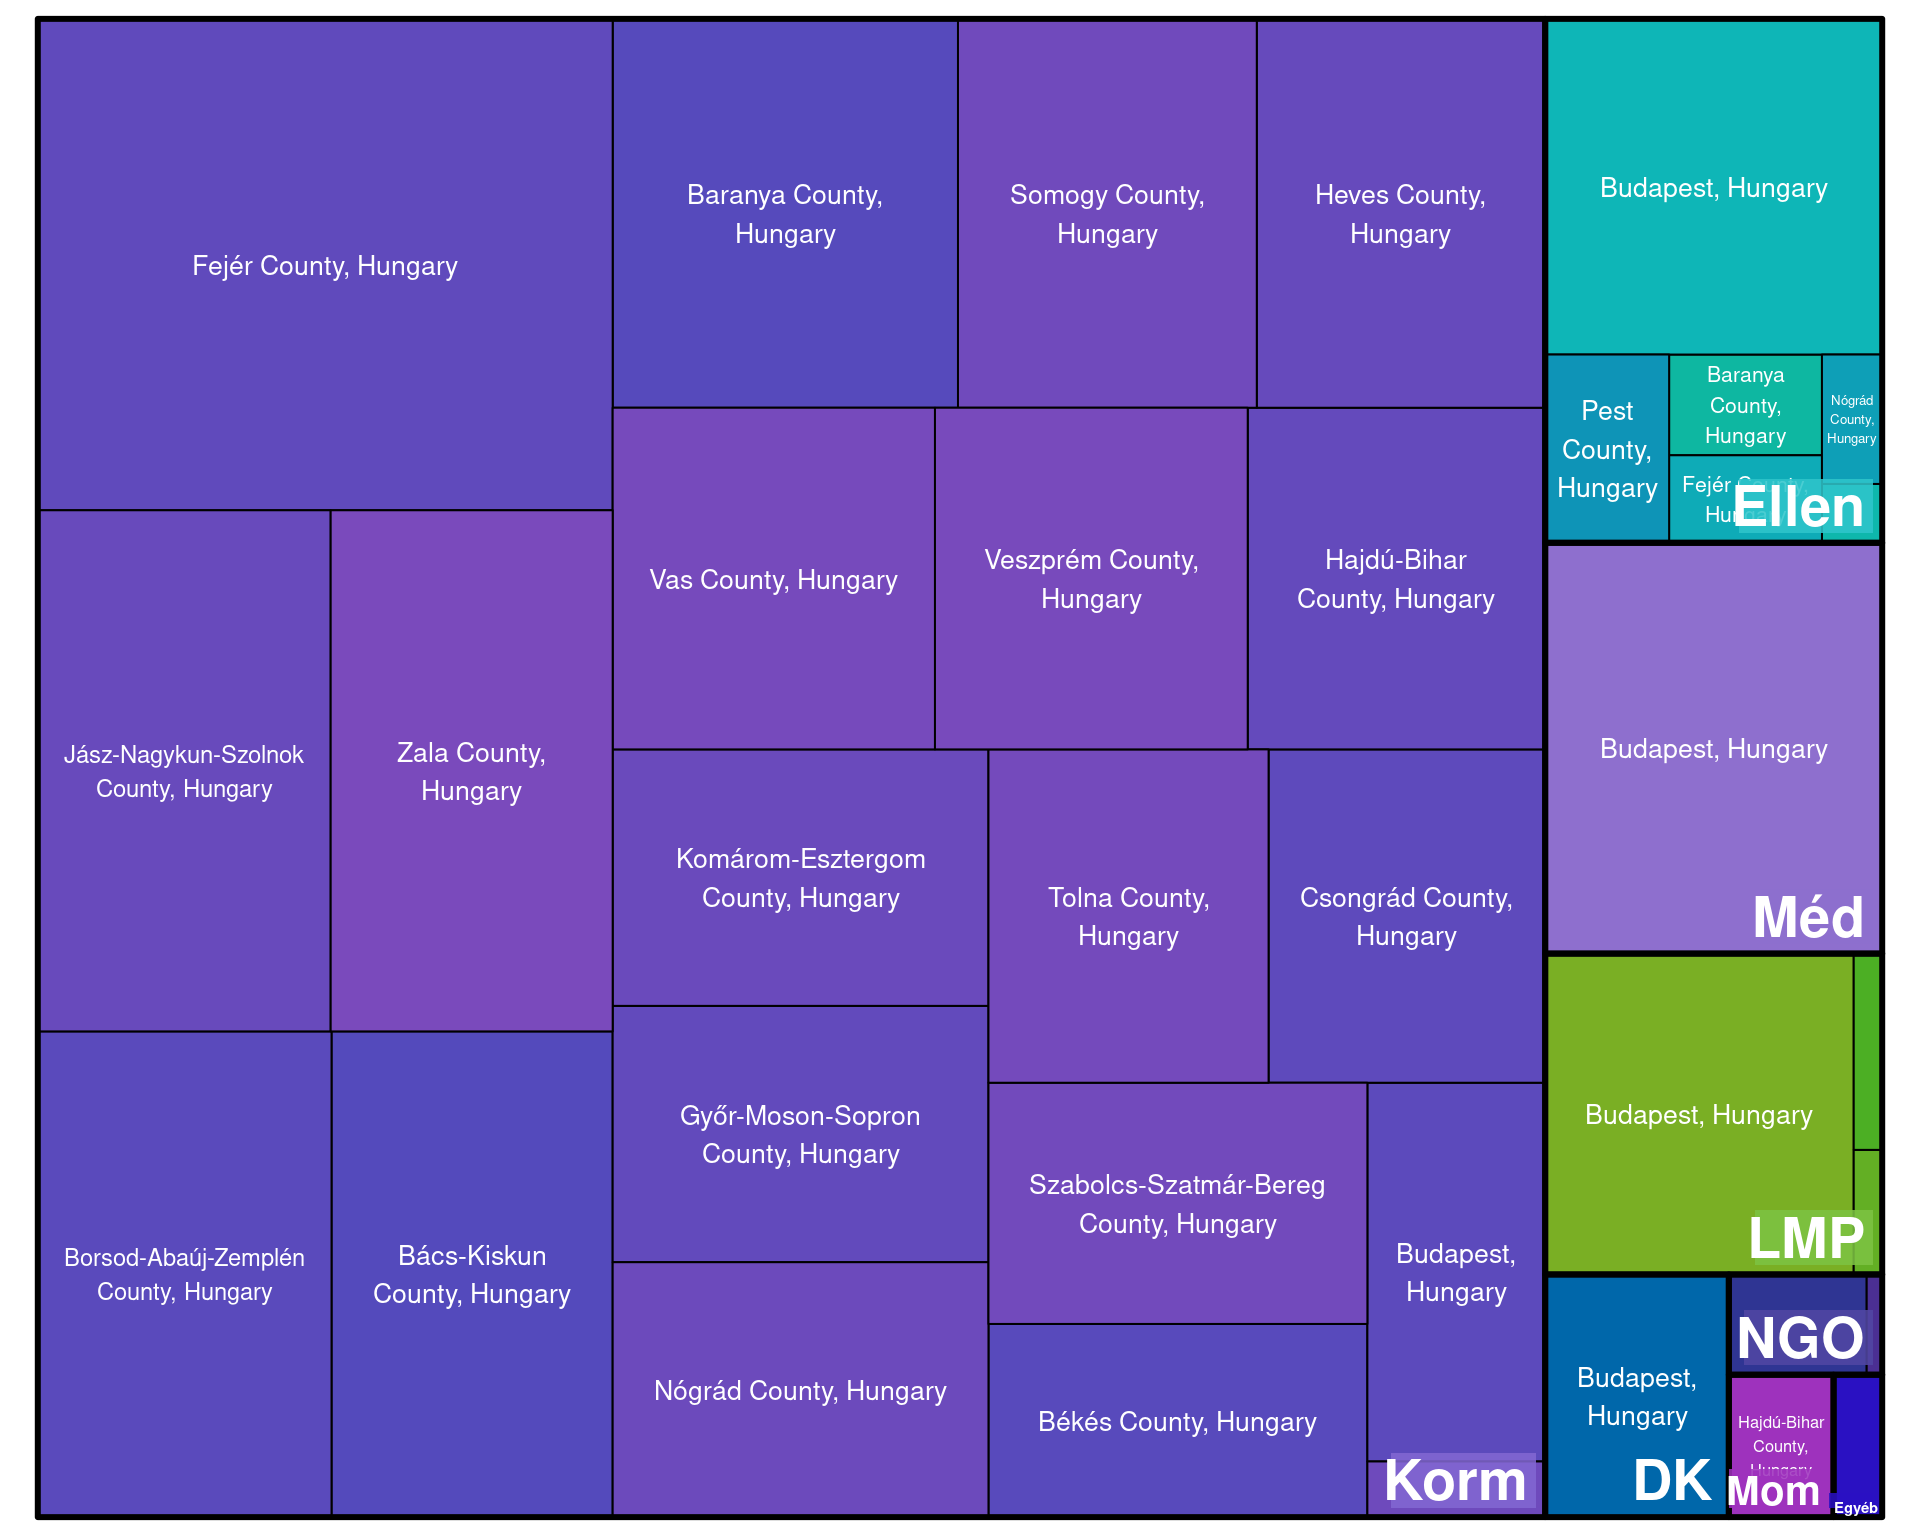 Fejér County, Hungary
Baranya County,
Hungary
Somogy County,
Hungary
Heves County,
Hungary
Vas County, Hungary
Veszprém County,
Hungary
Hajdú-Bihar
County, Hungary
Jász-Nagykun-Szolnok
County, Hungary
Zala County,
Hungary
Komárom-Esztergom
County, Hungary
Tolna County,
Hungary
Csongrád County,
Hungary
Győr-Moson-Sopron
County, Hungary
Szabolcs-Szatmár-Bereg
County, Hungary
Budapest,
Hungary
Borsod-Abaúj-Zemplén
County, Hungary
Bács-Kiskun
County, Hungary
Nógrád County, Hungary
Békés County, Hungary
Korm
Budapest, Hungary
Pest
County,
Hungary
Baranya
County,
Hungary
Nógrád
County,
Hungary
Fejér County,
Hungary
Ellen
Budapest, Hungary
Méd
Budapest, Hungary
LMP
Budapest,
Hungary
DK
NGO
Hajdú-Bihar
County,
Hungary
Mom
Egyéb